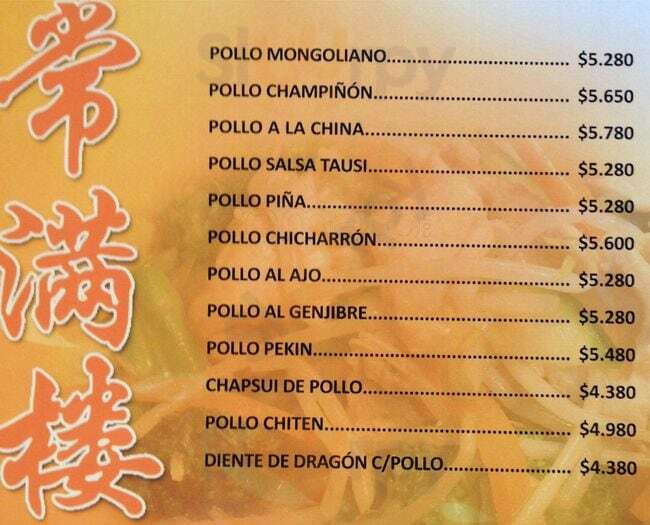 常
滿
樓
POLLO MONGOLIANO................................ $5.280
POLLO CHAMPIÑÓN.................................. $5.650
POLLO A LA CHINA................................... $5.780
POLLO SALSA TAUSI................................... $5.280
POLLO PIÑA............................................. $5.280
POLLO CHICHARRÓN................................. $5.600
POLLO AL AJO.......................................... $5.280
POLLO AL GENJIBRE................................... $5.280
POLLO PEKIN............................................ $5.480
CHAPSUI DE POLLO.................................... $4.380
POLLO CHITEN.......................................... $4.980
DIENTE DE DRAGÓN C/POLLO...................... $4.380